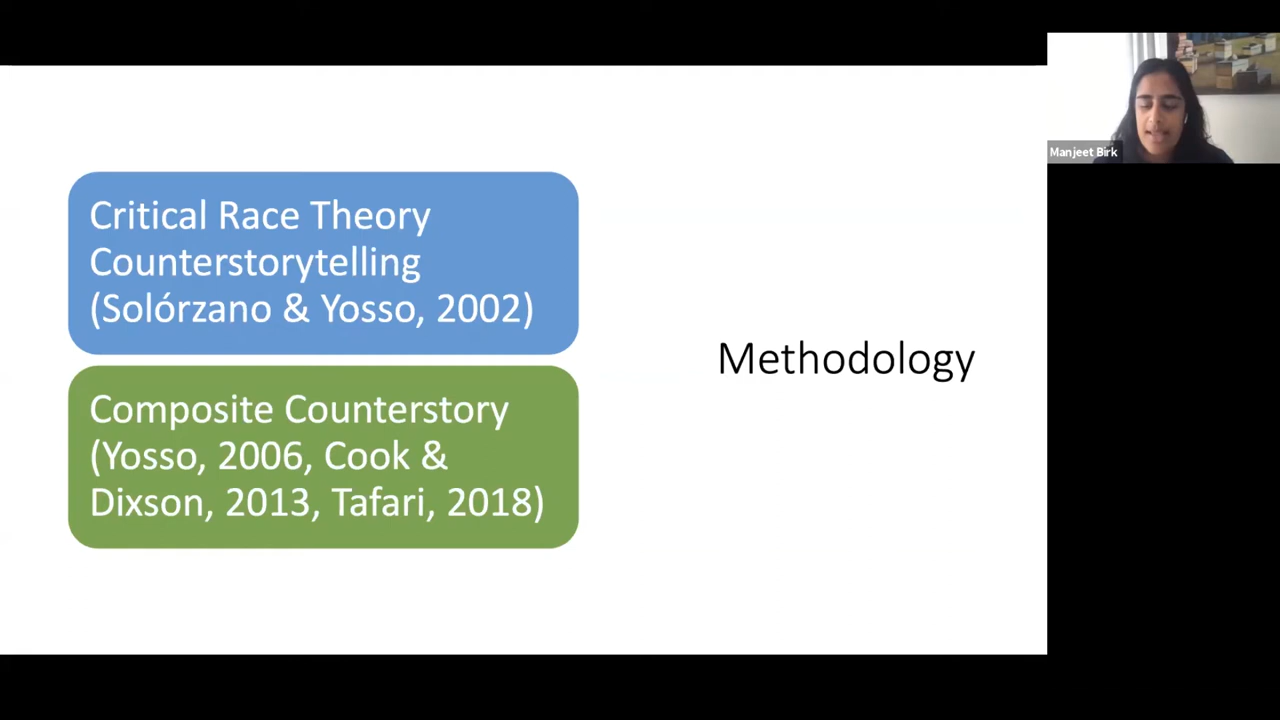 Critical Race Theory
Counterstorytelling
(Solórzano & Yosso, 2002)
Composite Counterstory
(Yosso, 2006, Cook &
Dixson, 2013, Tafari, 2018)
Methodology
Manjeet Birk